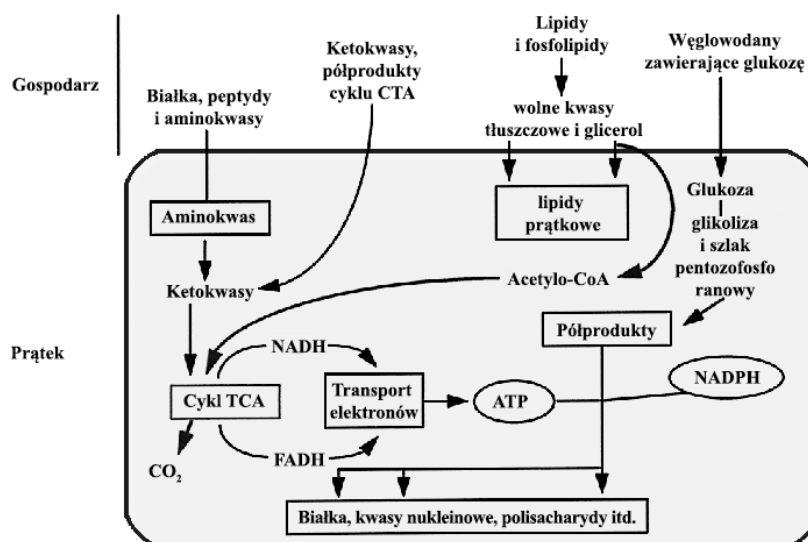 Gospodarz
Białka, peptydy
i aminokwasy
Ketokwasy,
półprodukty
cyklu CTA
Lipidy
i fosfolipidy
wolne kwasy
tłuszczowe i glicerol
Węglowodany
zawierające glukozę
Prątek
Aminokwas
Ketokwasy
lipidy
prątkowe
Glukoza
glikoliza
i szlak
pentozofosfo
ranowy
Acetylo-CoA
Półprodukty
NADH
Cykl TCA
Transport
elektronów
ATP
NADPH
FADH
CO₂
Białka, kwasy nukleinowe, polisacharydy itd.